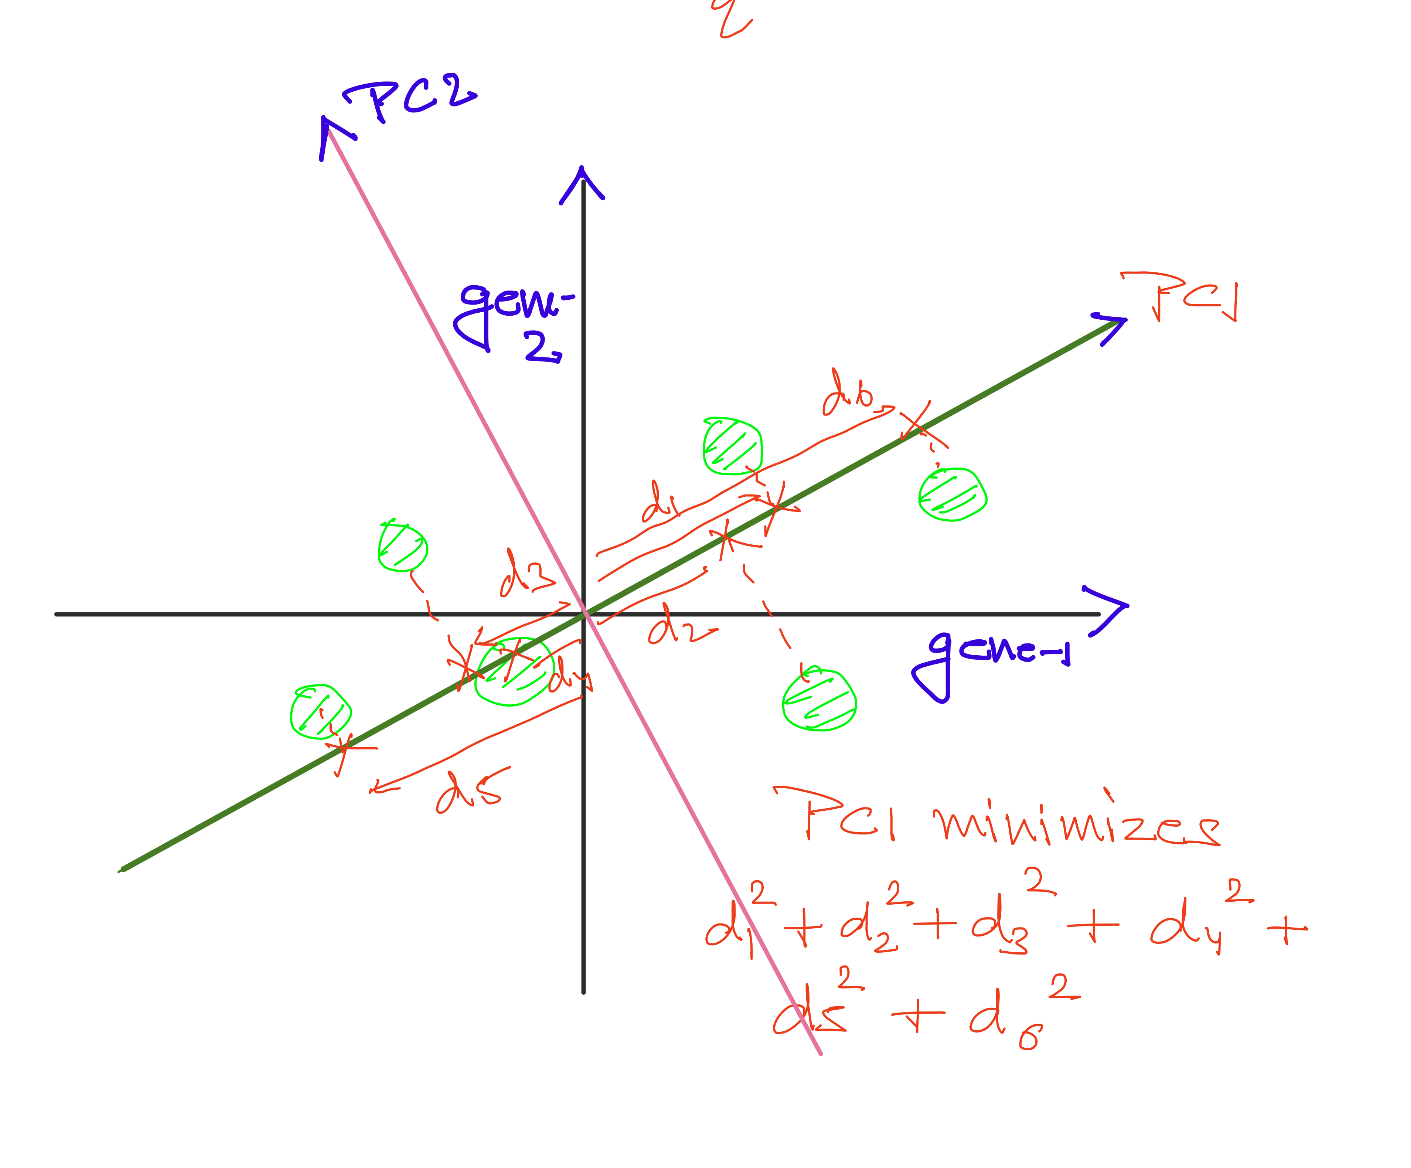 q
PC2
gene-
2
PC1
d6
d1
d3
d2
gene-1
d4
d5
PC1 minimizes
d₁² + d₂² + d₃² + d₄² +
d5² + d₆²